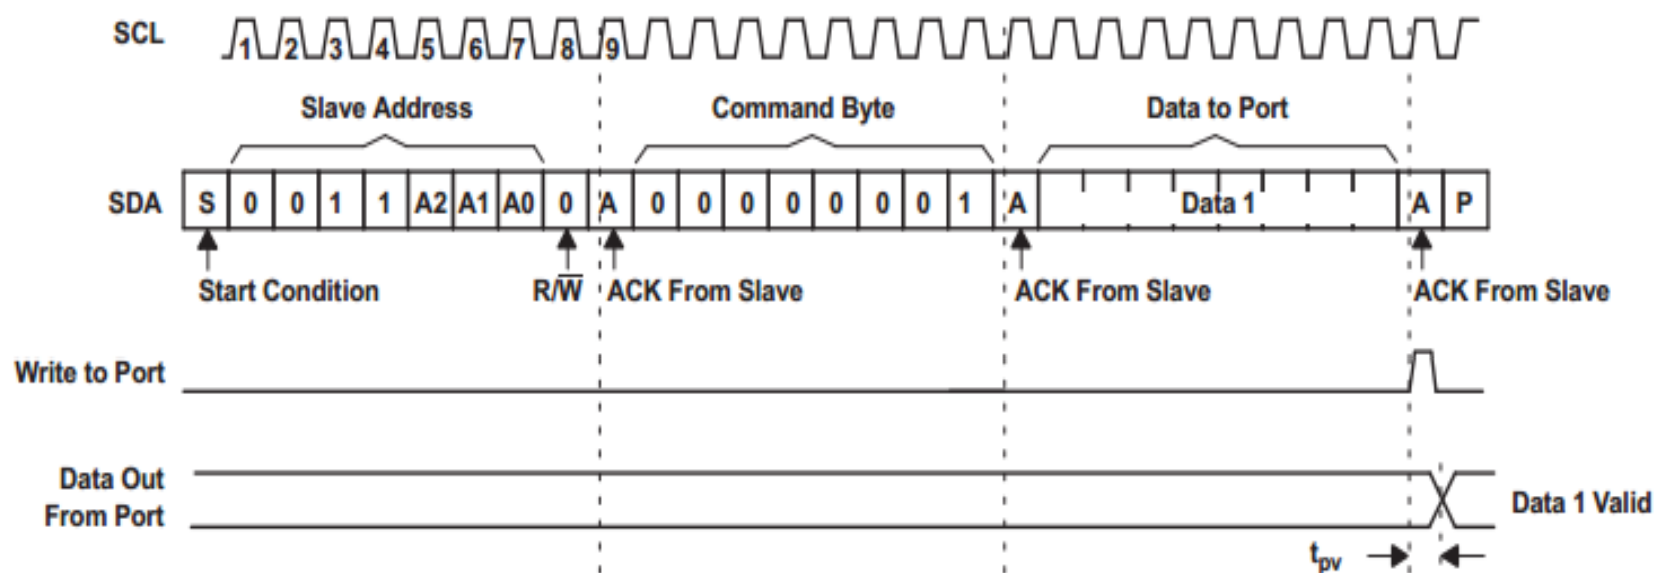 SCL
1 2 3 4 5 6 7 8 9
Slave Address Command Byte Data to Port
SDA S 0 0 1 1 A2 A1 A0 0 A 0 0 0 0 0 0 0 1 A Data 1 A P
Start Condition R/W̅ ACK From Slave ACK From Slave ACK From Slave
Write to Port
Data Out
From Port
Data 1 Valid
tpv